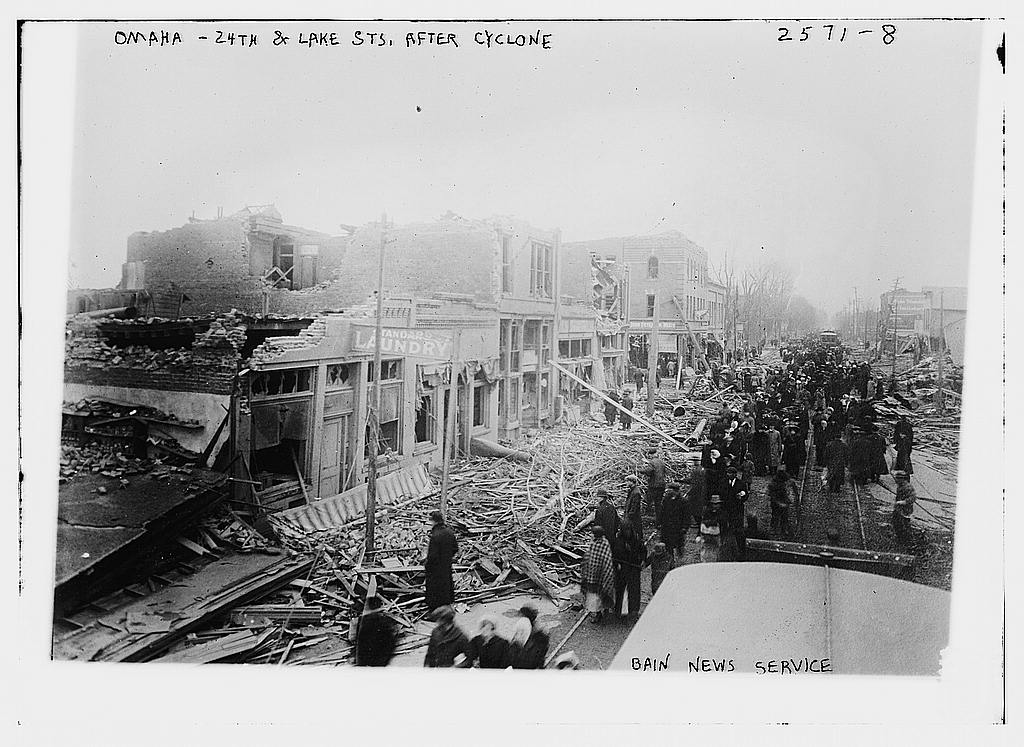 OMAHA - 24TH & LAKE STS. AFTER CYCLONE
2571-8
LAUNDRY
BAIN NEWS SERVICE